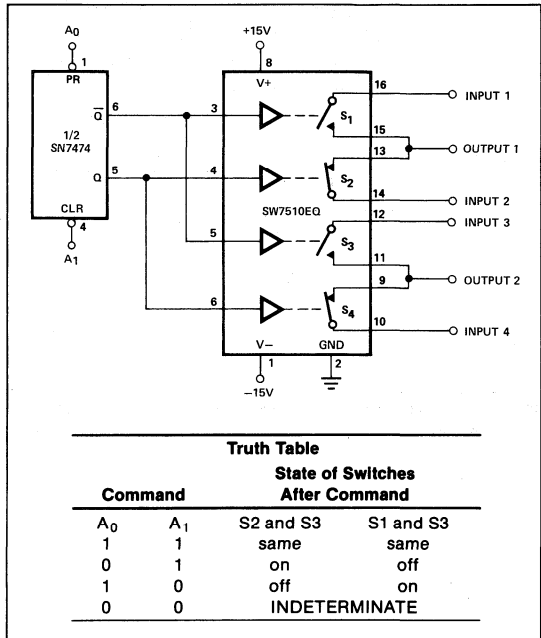 A0
+15V
1
8
PR
V+
16
INPUT 1
Q̅ 6
3
S1
15
1/2
SN7474
13
OUTPUT 1
Q 5
4
S2
14
INPUT 2
SW7510EQ
12
INPUT 3
CLR
4
5
S3
A1
11
OUTPUT 2
9
6
S4
10
INPUT 4
V−
GND
1
2
−15V
Truth Table
State of Switches
Command After Command
A0 A1 S2 and S3 S1 and S3
1 1 same same
0 1 on off
1 0 off on
0 0 INDETERMINATE